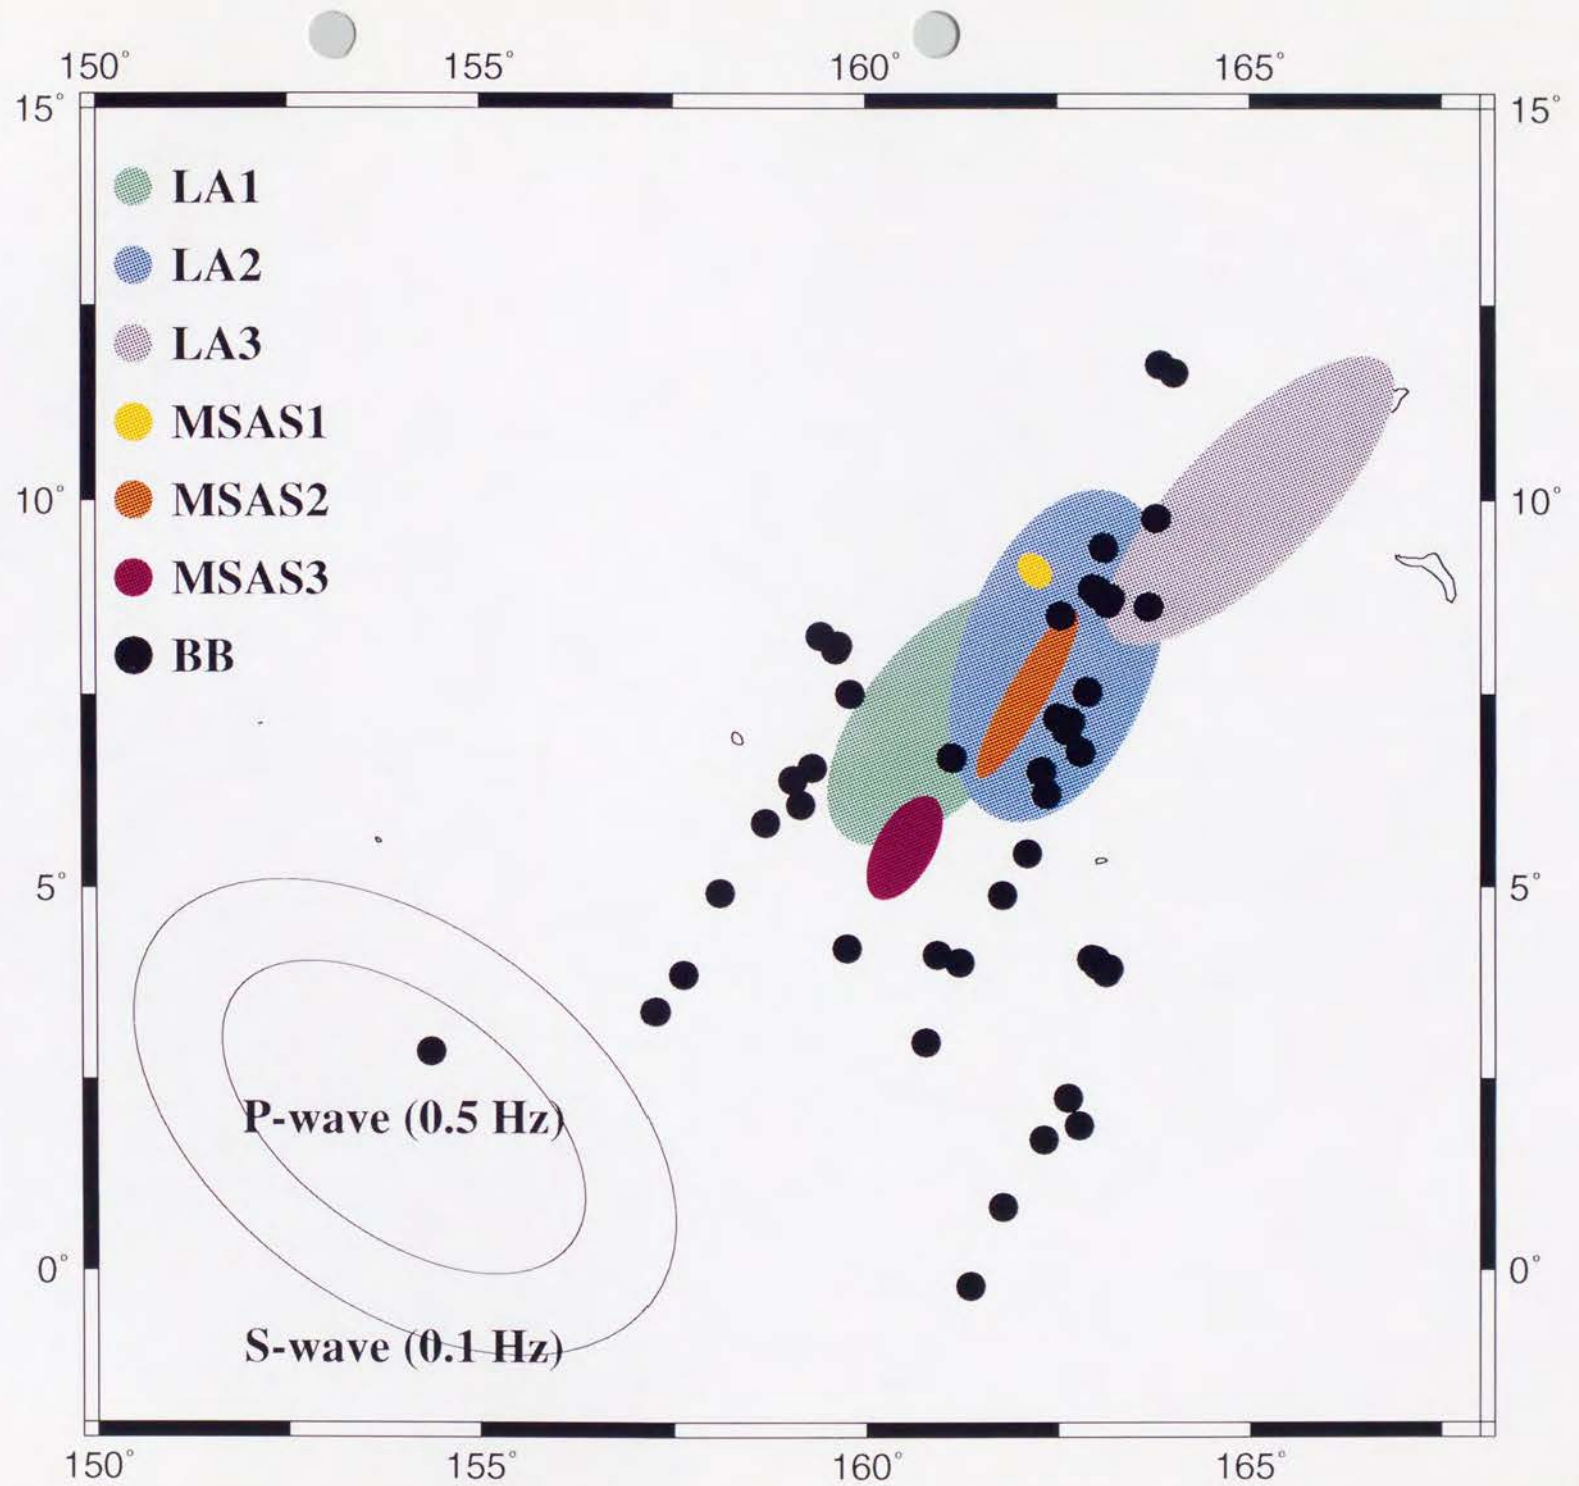 150° 155° 160° 165°
15° 15°
LA1
LA2
LA3
MSAS1
10° MSAS2 10°
MSAS3
BB
5° 5°
P-wave (0.5 Hz)
0° 0°
S-wave (0.1 Hz)
150° 155° 160° 165°